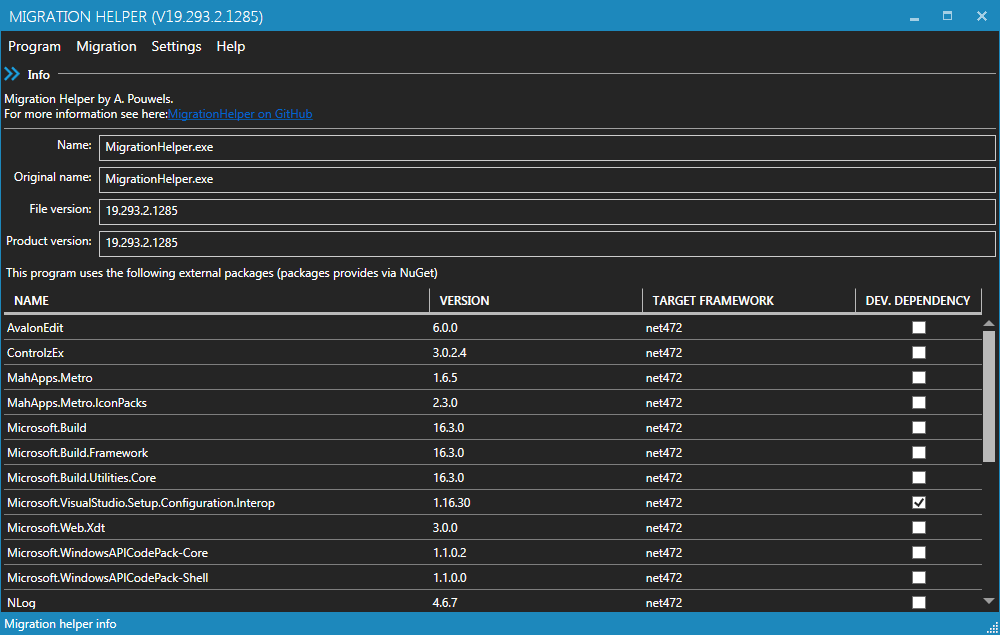 MIGRATION HELPER (V19.293.2.1285)
Program Migration Settings Help
Info
Migration Helper by A. Pouwels.
For more information see here:MigrationHelper on GitHub
Name: MigrationHelper.exe
Original name: MigrationHelper.exe
File version: 19.293.2.1285
Product version: 19.293.2.1285
This program uses the following external packages (packages provides via NuGet)
NAME VERSION TARGET FRAMEWORK DEV. DEPENDENCY
AvalonEdit 6.0.0 net472
ControlzEx 3.0.2.4 net472
MahApps.Metro 1.6.5 net472
MahApps.Metro.IconPacks 2.3.0 net472
Microsoft.Build 16.3.0 net472
Microsoft.Build.Framework 16.3.0 net472
Microsoft.Build.Utilities.Core 16.3.0 net472
Microsoft.VisualStudio.Setup.Configuration.Interop 1.16.30 net472
Microsoft.Web.Xdt 3.0.0 net472
Microsoft.WindowsAPICodePack-Core 1.1.0.2 net472
Microsoft.WindowsAPICodePack-Shell 1.1.0.0 net472
NLog 4.6.7 net472
Migration helper info